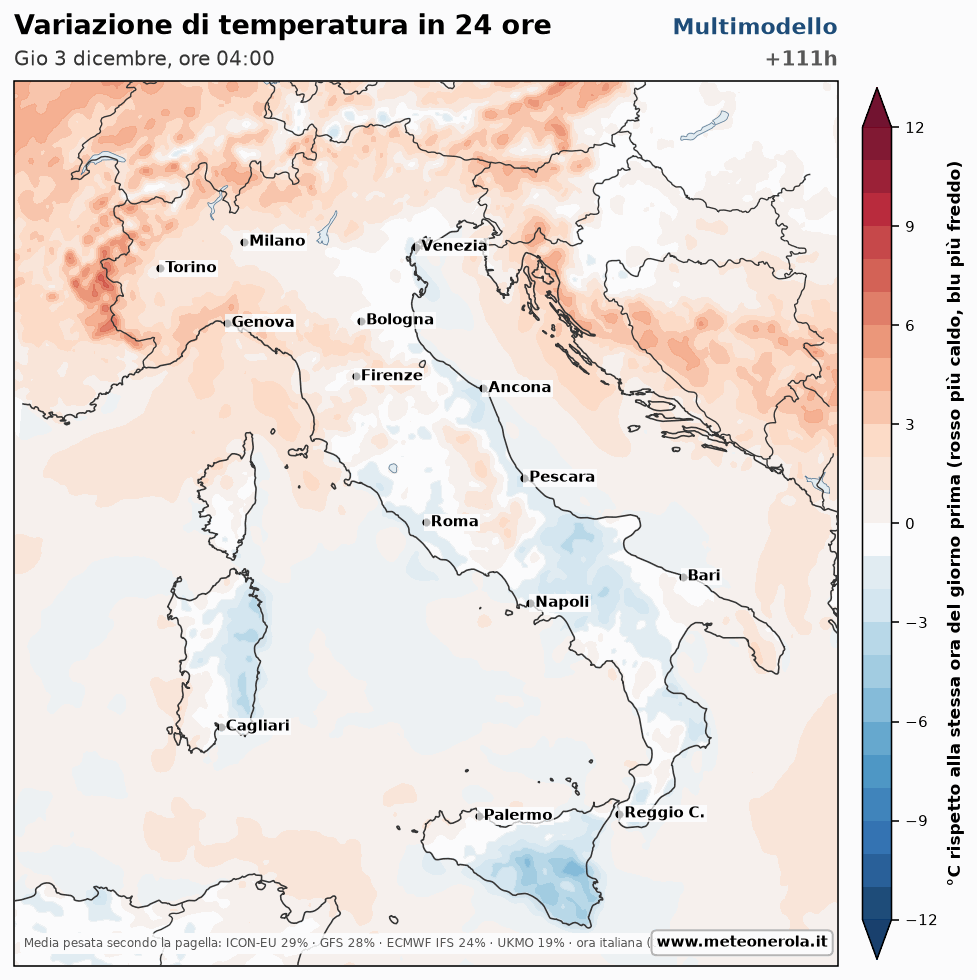 Variazione di temperatura in 24 ore
Multimodello
Gio 3 dicembre, ore 04:00
+111h
Milano
Venezia
Torino
Genova
Bologna
Firenze
Ancona
Pescara
Roma
Bari
Napoli
Cagliari
Palermo
Reggio C.
12
9
6
3
0
−3
−6
−9
−12
°C rispetto alla stessa ora del giorno prima (rosso più caldo, blu più freddo)
Media pesata secondo la pagella: ICON-EU 29% · GFS 28% · ECMWF IFS 24% · UKMO 19% · ora italiana (
www.meteonerola.it